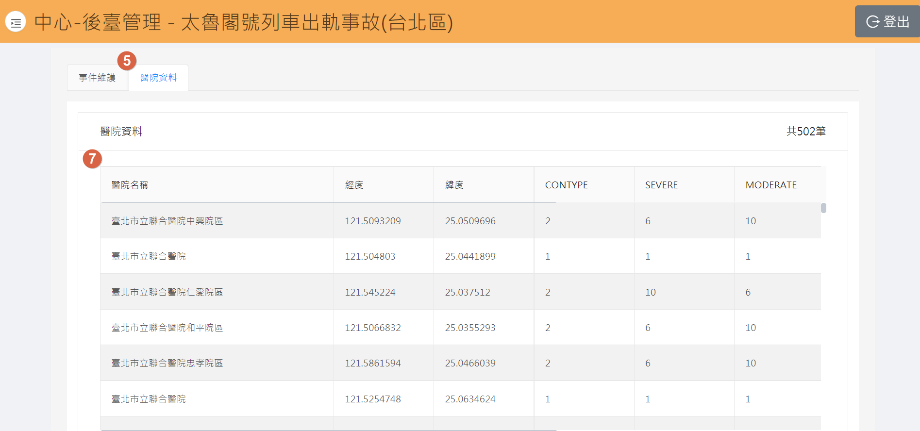 中心-後臺管理 - 太魯閣號列車出軌事故(台北區)
登出
5
事件維護 醫院資料
醫院資料 共502筆
7
醫院名稱 經度 緯度 CONTYPE SEVERE MODERATE
臺北市立聯合醫院中興院區 121.5093209 25.0509696 2 6 10
臺北市立聯合醫院 121.504803 25.0441899 1 1 1
臺北市立聯合醫院仁愛院區 121.545224 25.037512 2 10 6
臺北市立聯合醫院和平院區 121.5066832 25.0355293 2 6 10
臺北市立聯合醫院忠孝院區 121.5861594 25.0466039 2 6 10
臺北市立聯合醫院 121.5254748 25.0634624 1 1 1